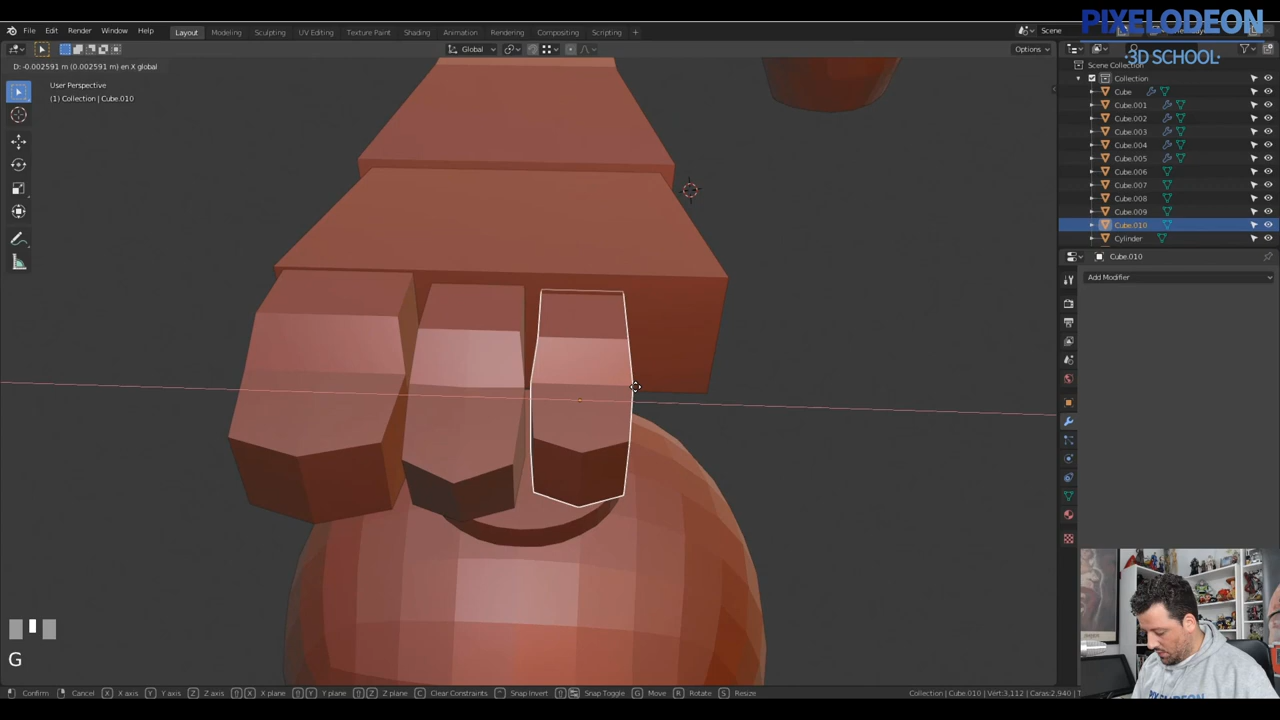 PIXELODEON
·3D SCHOOL·
File Edit Render Window Help Layout Modeling Sculpting UV Editing Texture Paint Shading Animation Rendering Compositing Scripting + Scene
Global Options
D: -0.002591 m (0.002591 m) en X global
User Perspective
(1) Collection | Cube.010
Scene Collection
Collection
Cube
Cube.001
Cube.002
Cube.003
Cube.004
Cube.005
Cube.006
Cube.007
Cube.008
Cube.009
Cube.010
Cylinder
Cube.010
Add Modifier
G
Confirm Cancel X X axis Y Y axis Z Z axis X X plane Y Y plane Z Z plane C Clear Constraints Snap Invert Snap Toggle G Move R Rotate S Resize Collection | Cube.010 | Vert:3,112 | Caras:2,940 | T